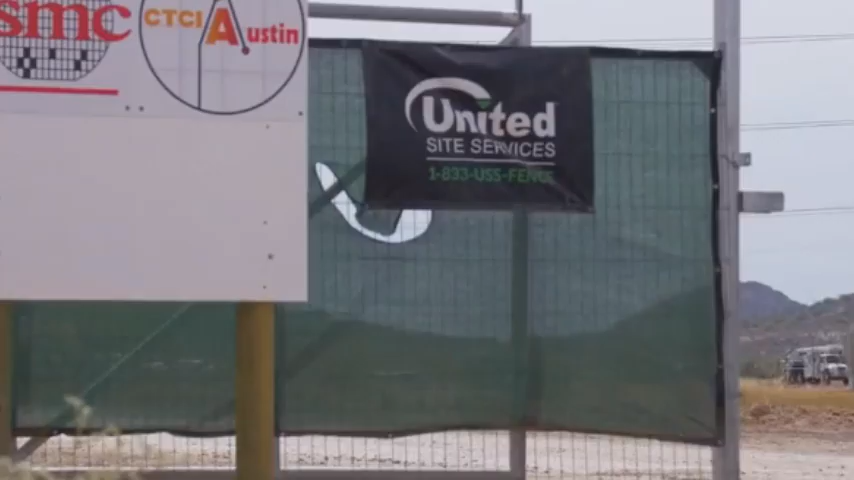 smc
CTCI Austin
United
SITE SERVICES
1-833-USS-FENCE